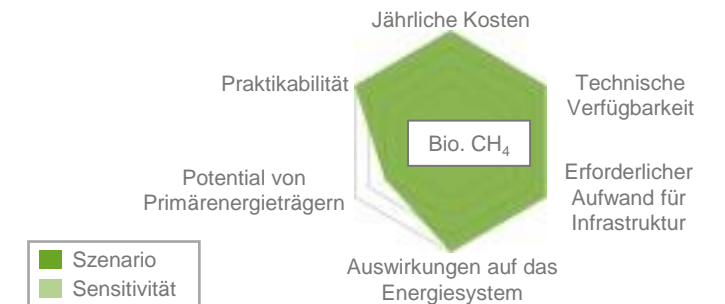 Jährliche Kosten
Praktikabilität
Technische
Verfügbarkeit
Bio. CH₄
Potential von
Primärenergieträgern
Erforderlicher
Aufwand für
Infrastruktur
Auswirkungen auf das
Energiesystem
Szenario
Sensitivität